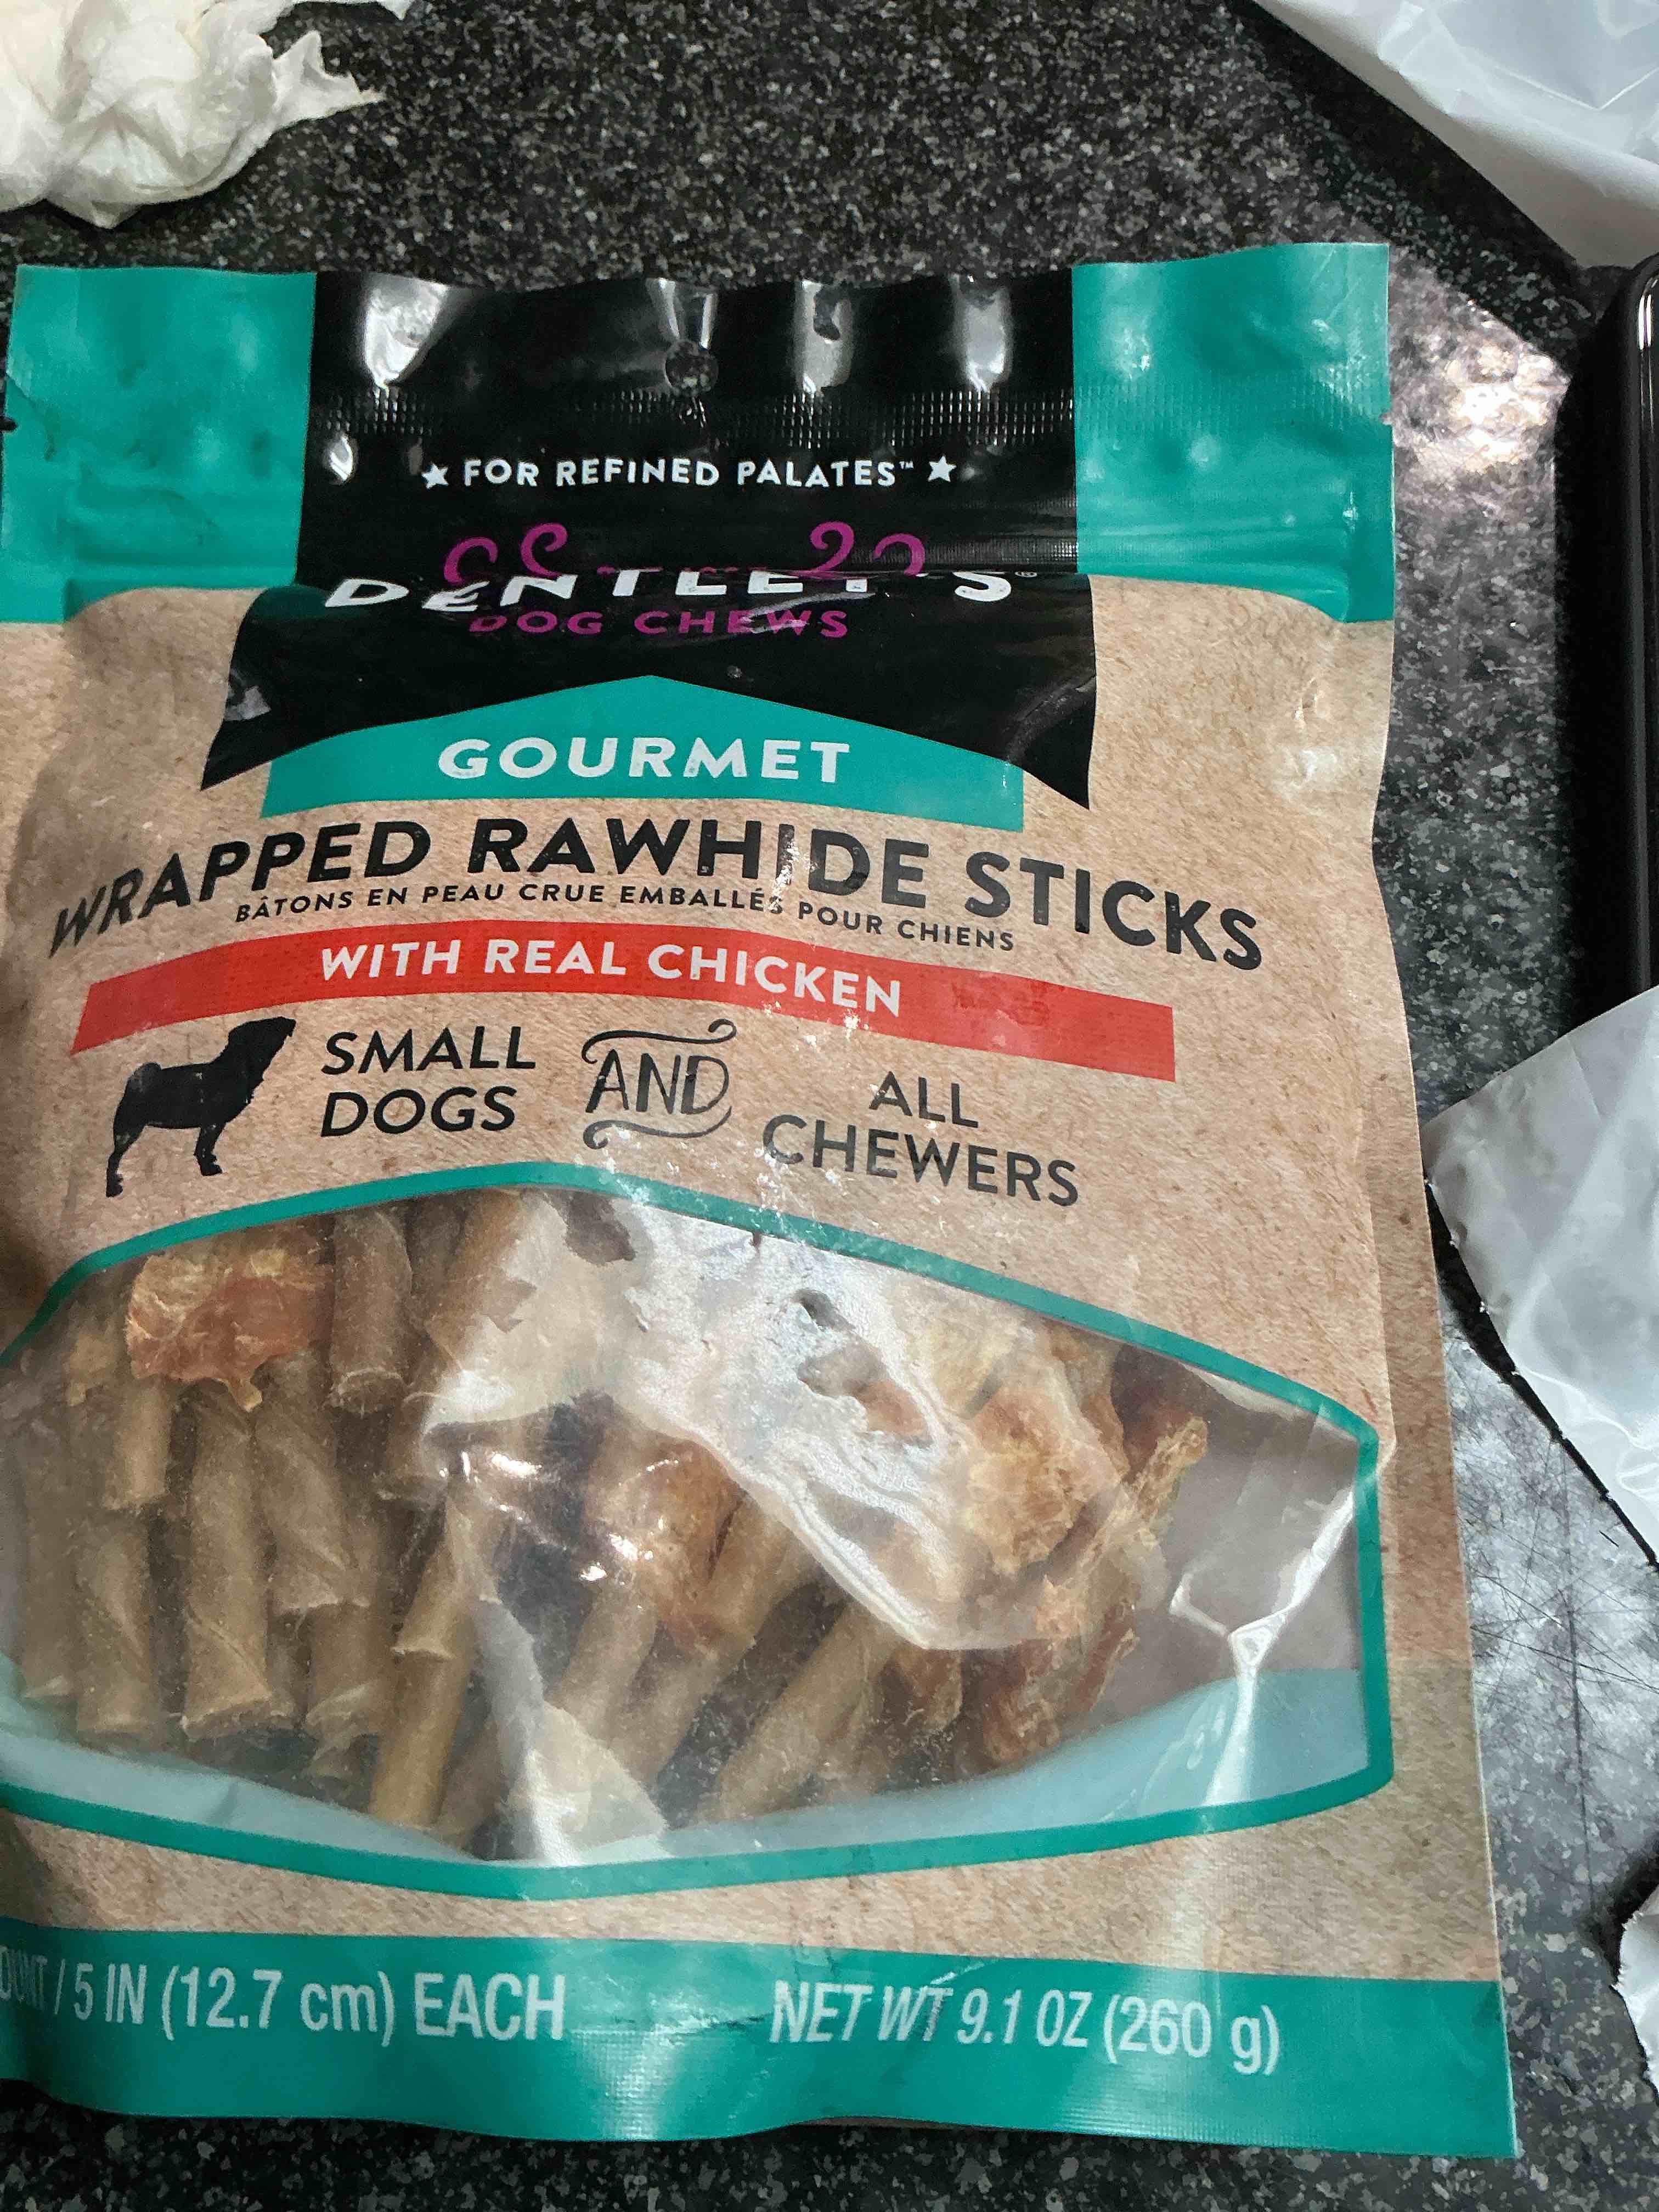 ★ FOR REFINED PALATES™ ★
DENTLEY'S®
DOG CHEWS
GOURMET
WRAPPED RAWHIDE STICKS
BÂTONS EN PEAU CRUE EMBALLÉS POUR CHIENS
WITH REAL CHICKEN
SMALL DOGS AND ALL CHEWERS
/ 5 IN (12.7 cm) EACH NET WT 9.1 OZ (260 g)